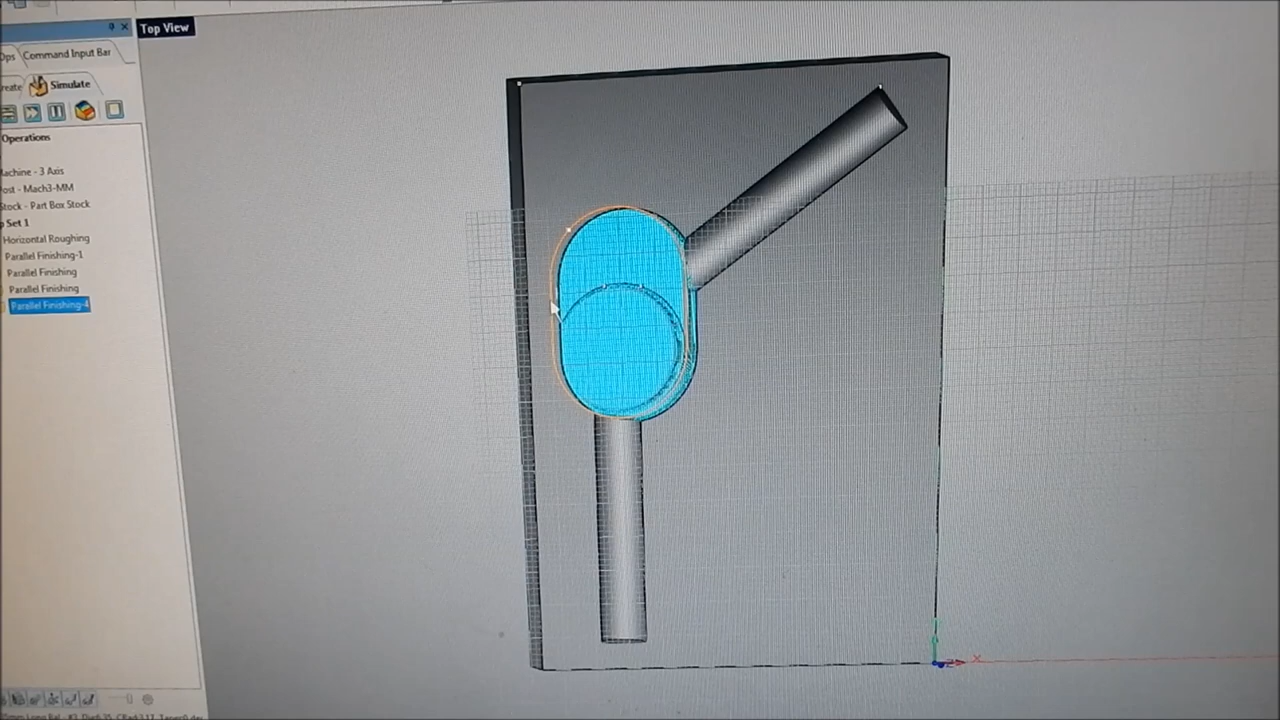 Top View
Ops
Command Input Bar
Simulate
Operations
Machine - 3 Axis
Post - Mach3-MM
Stock - Part Box Stock
Set 1
Horizontal Roughing
Parallel Finishing-1
Parallel Finishing
Parallel Finishing
Parallel Finishing-4
X